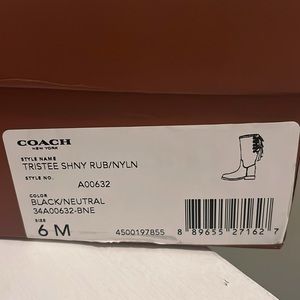 COACH
NEW YORK
STYLE NAME
TRISTEE SHNY RUB/NYLN
STYLE NO.
A00632
COLOR
BLACK/NEUTRAL
34A00632-BNE
SIZE
6 M
4500197855
8 89655 27162 7